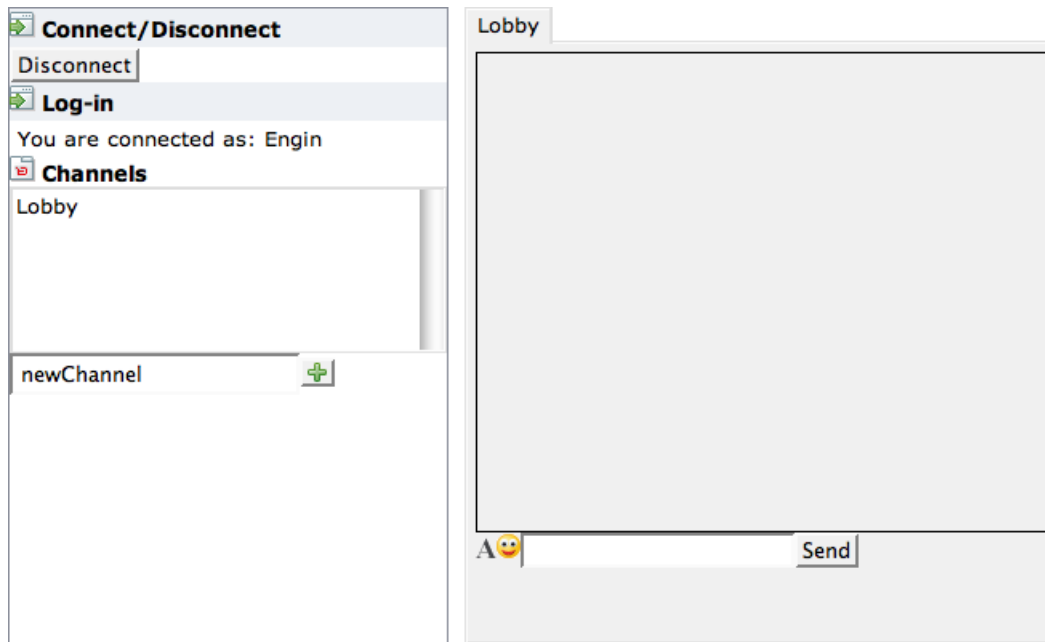 Connect/Disconnect
Disconnect
Log-in
You are connected as: Engin
Channels
Lobby
newChannel
Lobby
A
Send